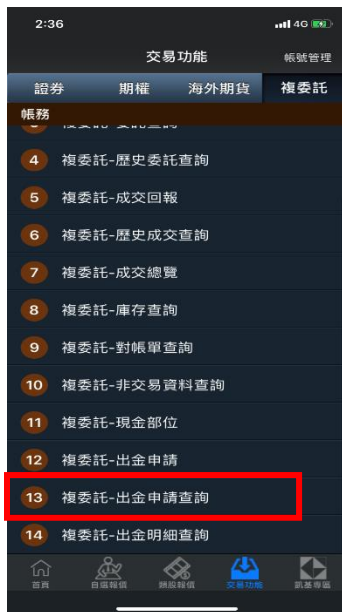 2:36
4G
交易功能
帳號管理
證券
期權
海外期貨
複委託
帳務
4 複委託-歷史委託查詢
5 複委託-成交回報
6 複委託-歷史成交查詢
7 複委託-成交總覽
8 複委託-庫存查詢
9 複委託-對帳單查詢
10 複委託-非交易資料查詢
11 複委託-現金部位
12 複委託-出金申請
13 複委託-出金申請查詢
14 複委託-出金明細查詢
首頁
自選報價
類股報價
交易功能
凱基專區